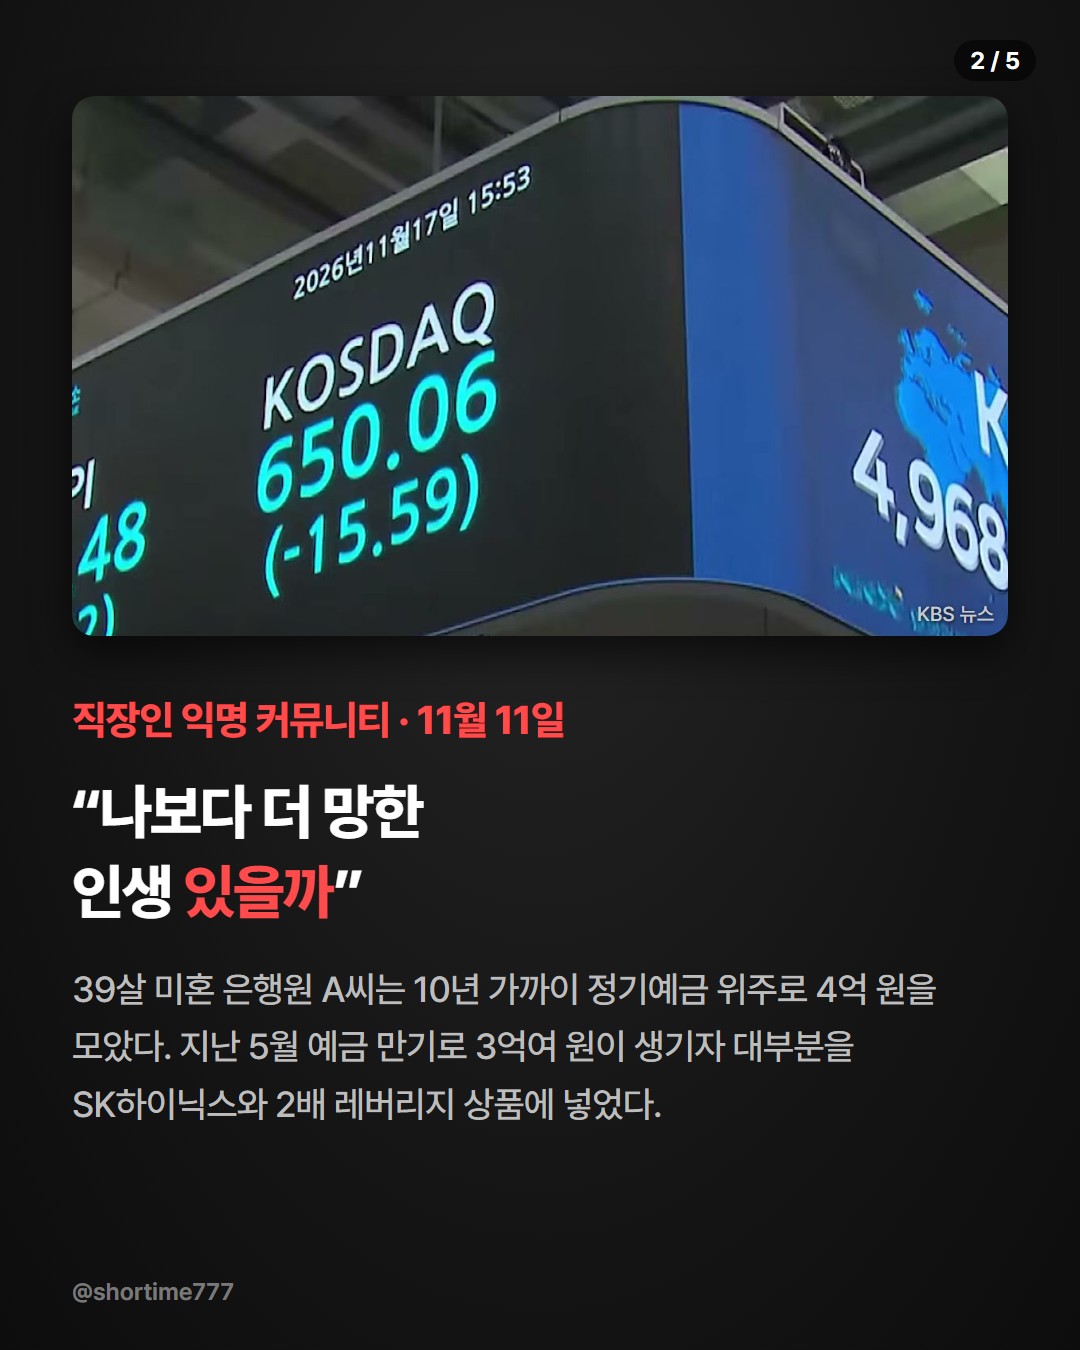 2 / 5
2026년11월17일 15:53
KOSDAQ
650.06
(-15.59)
48
2)
K
4,968
KBS 뉴스
직장인 익명 커뮤니티 · 11월 11일
“나보다 더 망한
인생 있을까”
39살 미혼 은행원 A씨는 10년 가까이 정기예금 위주로 4억 원을
모았다. 지난 5월 예금 만기로 3억여 원이 생기자 대부분을
SK하이닉스와 2배 레버리지 상품에 넣었다.
@shortime777